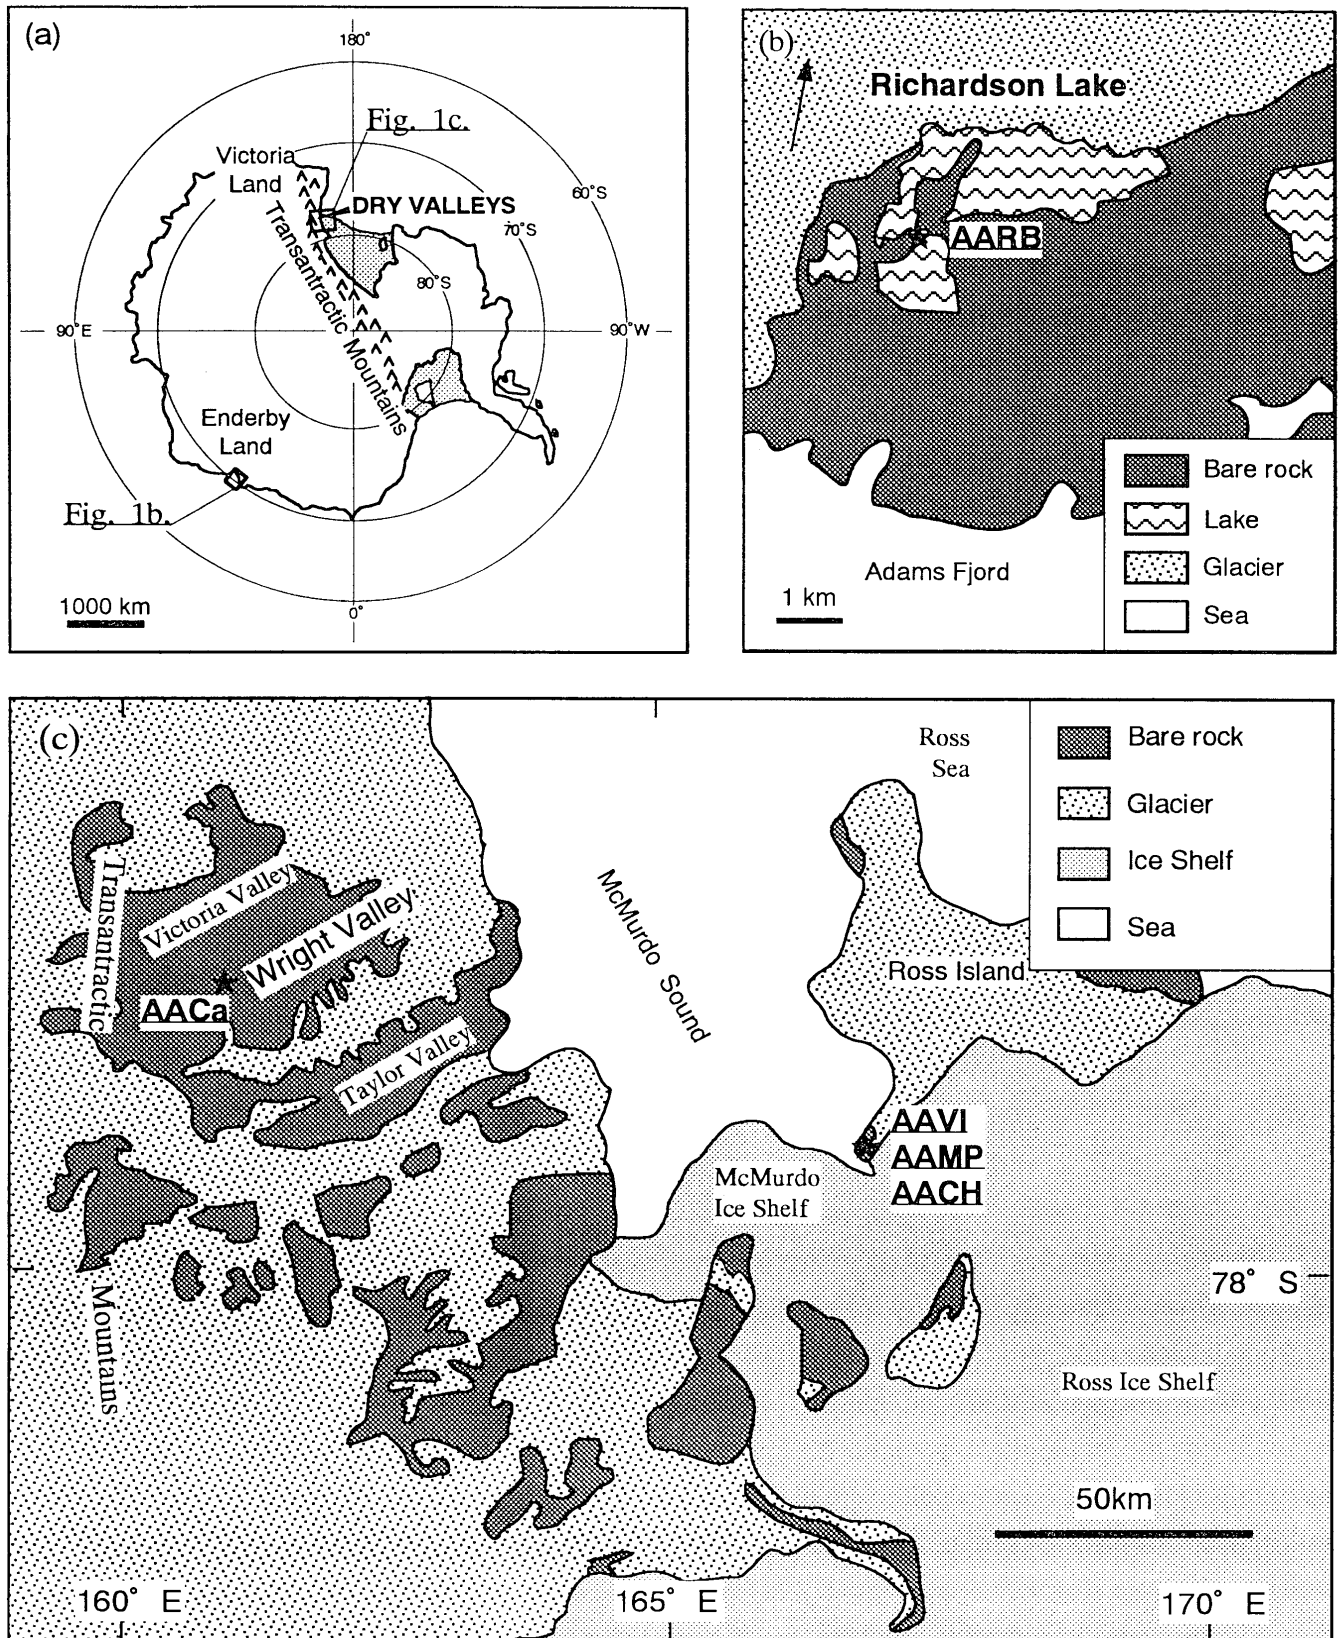 (a)
180°
Fig. 1c.
Victoria
Land
DRY VALLEYS
60°S
70°S
80°S
Transantractic Mountains
90°E
90°W
Enderby
Land
Fig. 1b.
1000 km
0°
(b)
Richardson Lake
AARB
Bare rock
Lake
Glacier
Sea
Adams Fjord
1 km
(c)
Ross
Sea
Bare rock
Glacier
Ice Shelf
Sea
Transantractic
Victoria Valley
Wright Valley
AACa
Taylor Valley
McMurdo Sound
Ross Island
AAVI
AAMP
AACH
McMurdo
Ice Shelf
78° S
Mountains
Ross Ice Shelf
50km
160° E
165° E
170° E